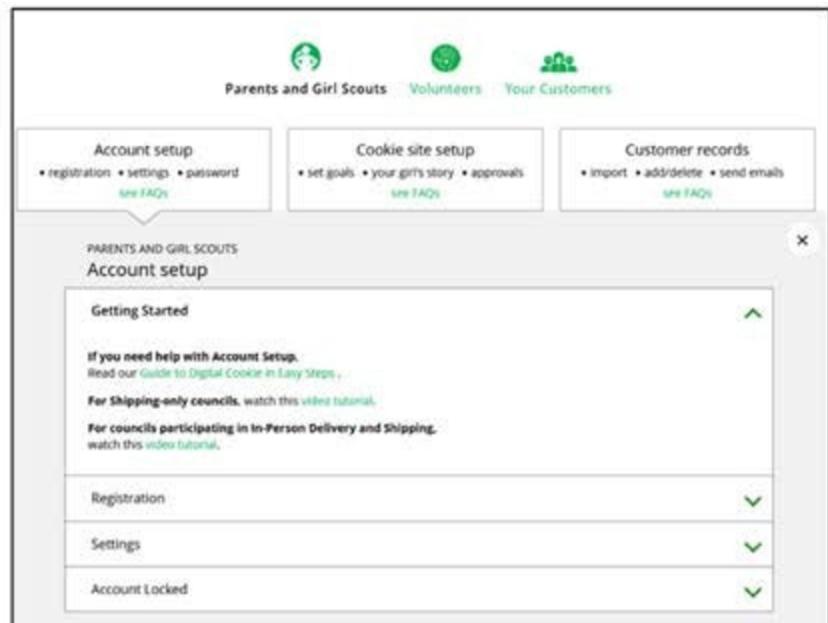 Parents and Girl Scouts Volunteers Your Customers
Account setup
• registration • settings • password
see FAQs
Cookie site setup
• set goals • your girl's story • approvals
see FAQs
Customer records
• import • add/delete • send emails
see FAQs
PARENTS AND GIRL SCOUTS
Account setup
Getting Started
If you need help with Account Setup,
Read our Guide to Digital Cookie in Easy Steps .
For Shipping-only councils, watch this video tutorial.
For councils participating in In-Person Delivery and Shipping,
watch this video tutorial.
Registration
Settings
Account Locked